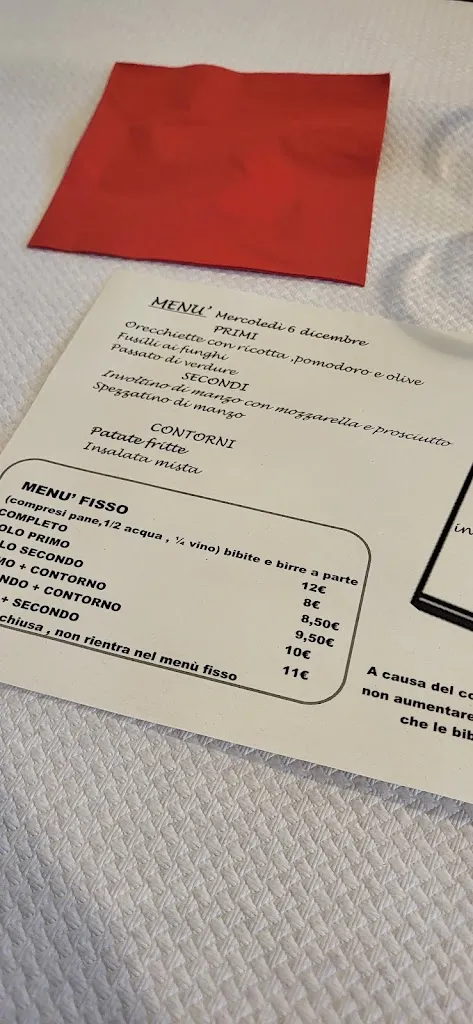 MENU' Mercoledì 6 dicembre
PRIMI
Orecchiette con ricotta ,pomodoro e olive
Fusilli ai funghi
Passato di verdure
SECONDI
Involtino di manzo con mozzarella e prosciutto
Spezzatino di manzo
CONTORNI
Patate fritte
Insalata mista
MENU' FISSO
(compresi pane,1/2 acqua , ¼ vino) bibite e birre a parte
COMPLETO 12€
OLO PRIMO 8€
LO SECONDO 8,50€
MO + CONTORNO 9,50€
NDO + CONTORNO 10€
+ SECONDO 11€
chiusa , non rientra nel menù fisso
in
A causa del co
non aumentare
che le bib